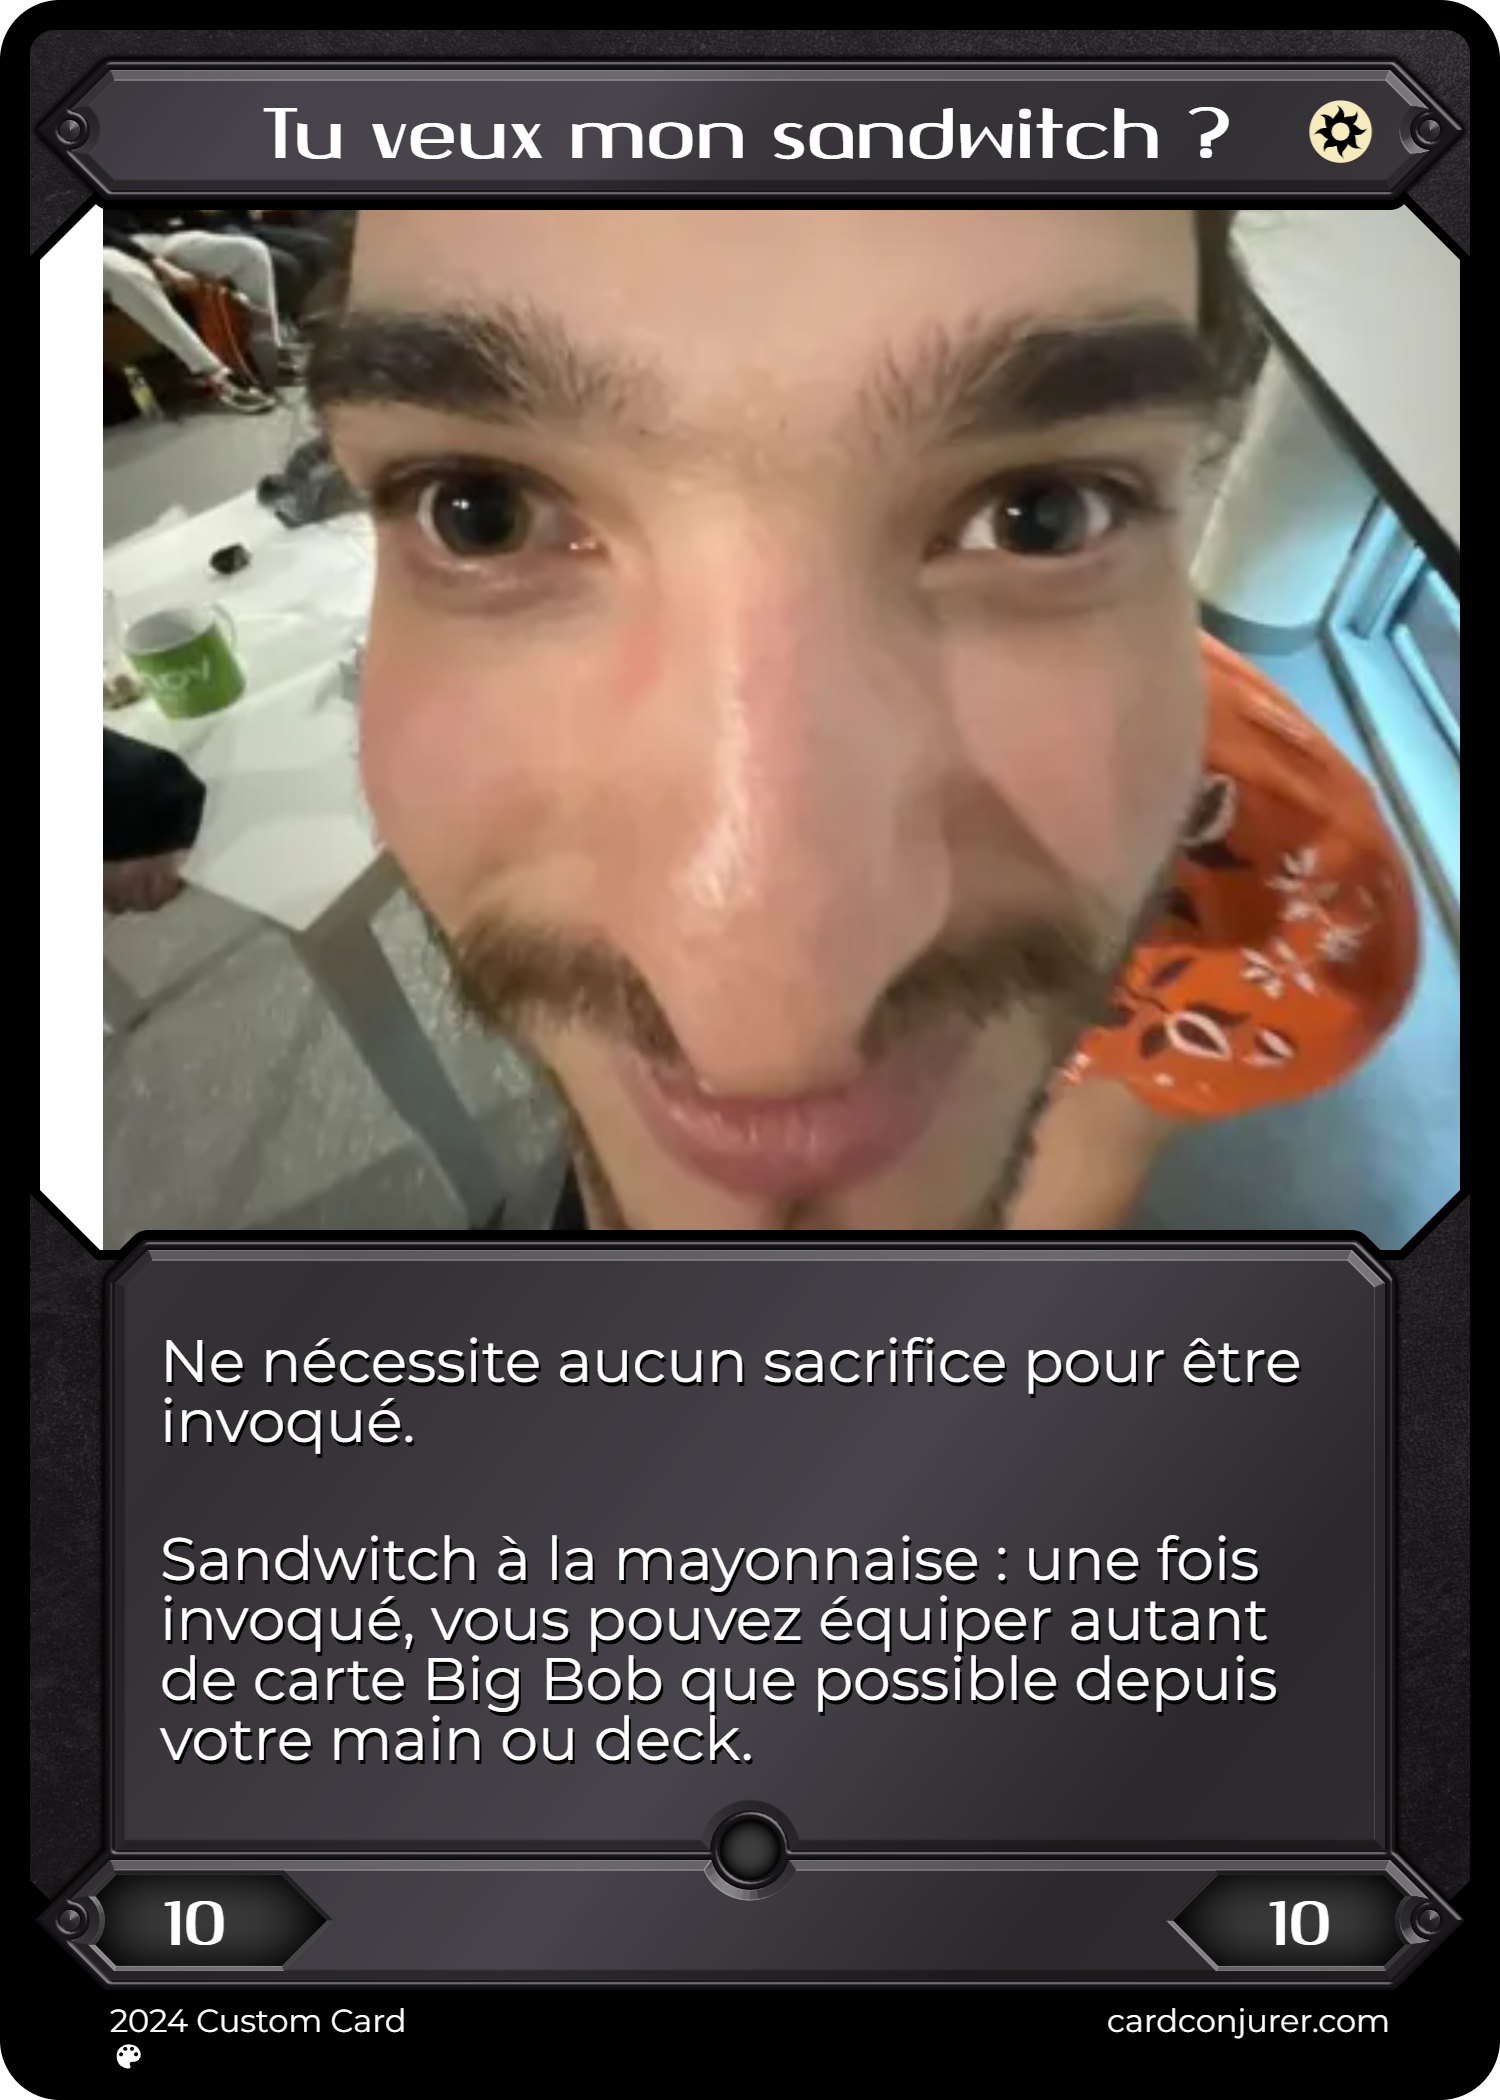 Tu veux mon sandwitch ?
Ne nécessite aucun sacrifice pour être
invoqué.
Sandwitch à la mayonnaise : une fois
invoqué, vous pouvez équiper autant
de carte Big Bob que possible depuis
votre main ou deck.
10
10
2024 Custom Card
cardconjurer.com